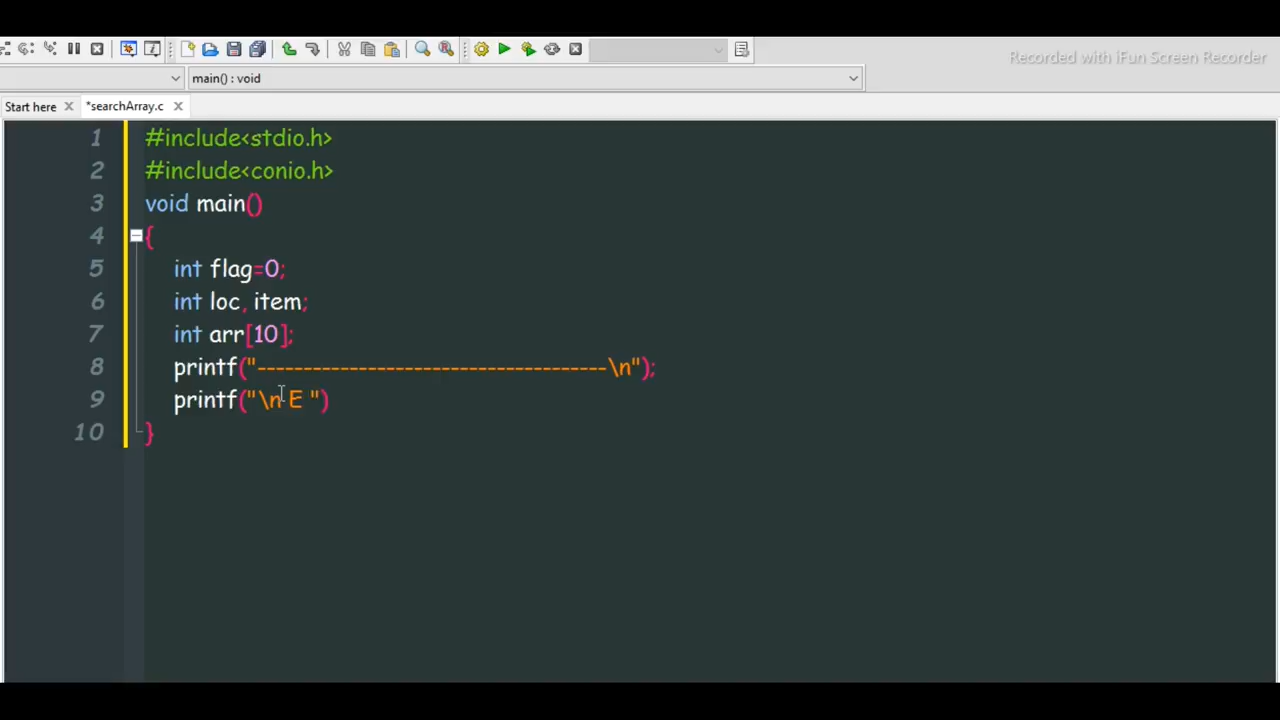 Recorded with iFun Screen Recorder
main() : void
Start here
*searchArray.c
1 #include<stdio.h>
2 #include<conio.h>
3 void main()
4 {
5 int flag=0;
6 int loc, item;
7 int arr[10];
8 printf("--------------------------------------\n");
9 printf("\n E ")
10 }